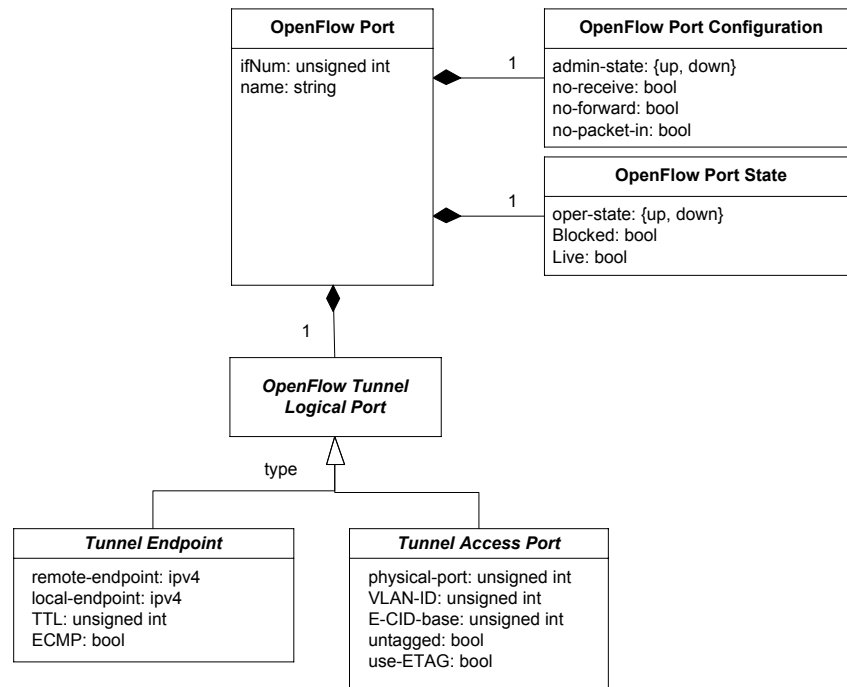 OpenFlow Port
ifNum: unsigned int
name: string
1
OpenFlow Port Configuration
admin-state: {up, down}
no-receive: bool
no-forward: bool
no-packet-in: bool
1
OpenFlow Port State
oper-state: {up, down}
Blocked: bool
Live: bool
1
OpenFlow Tunnel
Logical Port
type
Tunnel Endpoint
remote-endpoint: ipv4
local-endpoint: ipv4
TTL: unsigned int
ECMP: bool
Tunnel Access Port
physical-port: unsigned int
VLAN-ID: unsigned int
E-CID-base: unsigned int
untagged: bool
use-ETAG: bool